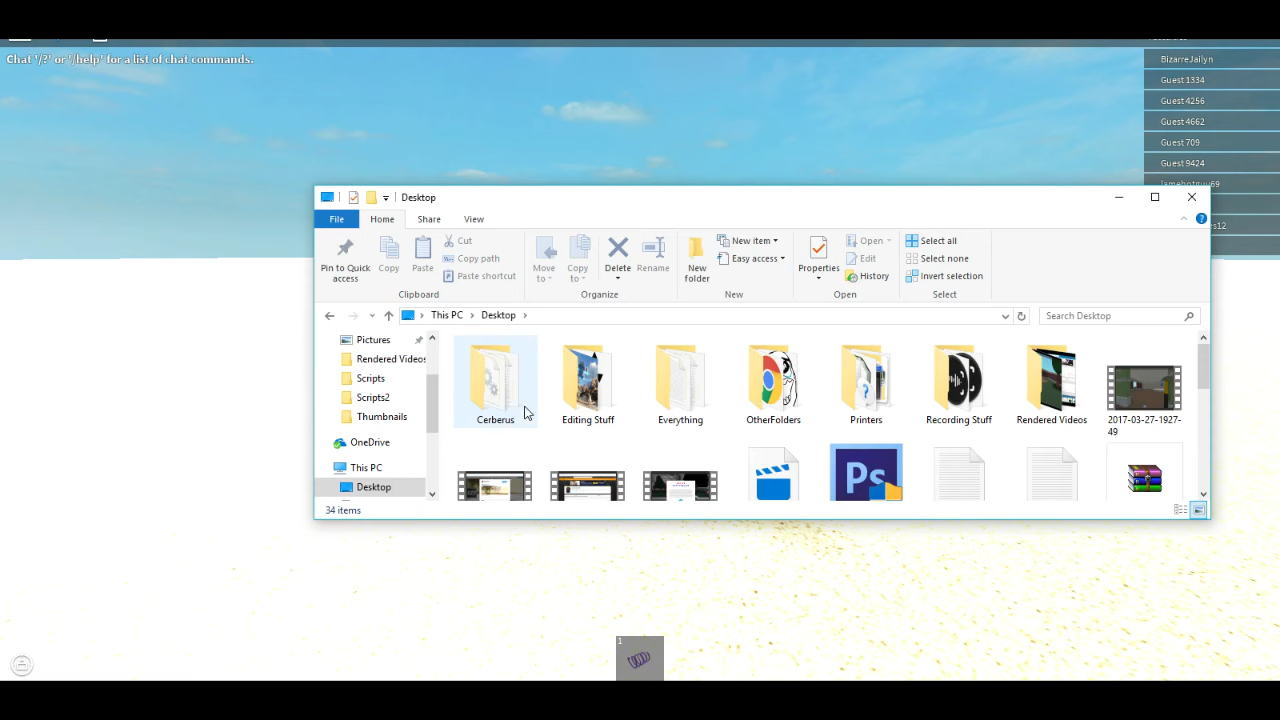 Chat '/?' or '/help' for a list of chat commands.
BizarreJailyn
Guest 1334
Guest 4256
Guest 4662
Guest 709
Guest 9424
Desktop
File
Home
Share
View
Pin to Quick access
Copy
Paste
Cut
Copy path
Paste shortcut
Clipboard
Move to
Copy to
Delete
Rename
Organize
New folder
New item
Easy access
New
Properties
Open
Edit
History
Open
Select all
Select none
Invert selection
Select
This PC
Desktop
Search Desktop
Pictures
Rendered Videos
Scripts
Scripts2
Thumbnails
OneDrive
This PC
Desktop
Cerberus
Editing Stuff
Everything
OtherFolders
Printers
Recording Stuff
Rendered Videos
2017-03-27-1927-
49
Ps
34 items
1